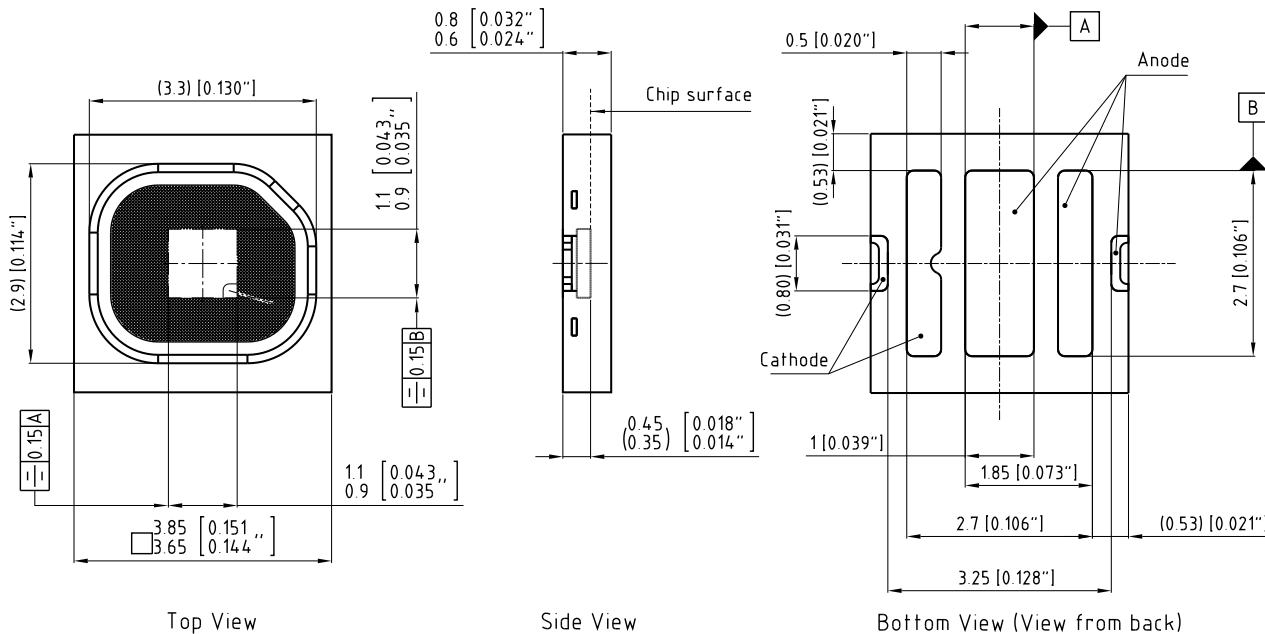 (3.3) [0.130"]
(2.9) [0.114"]
1.1 [0.043"
0.9 0.035"]
0.15 B
0.15 A
1.1 [0.043"
0.9 0.035"]
3.85 [0.151"
3.65 0.144"]
Top View
0.8 [0.032"
0.6 0.024"]
Chip surface
0.45 [0.018"
(0.35) 0.014"]
Side View
0.5 [0.020"]
A
Anode
B
(0.53) [0.021"]
(0.80) [0.031"]
2.7 [0.106"]
Cathode
1 [0.039"]
1.85 [0.073"]
2.7 [0.106"]
(0.53) [0.021"]
3.25 [0.128"]
Bottom View (View from back)